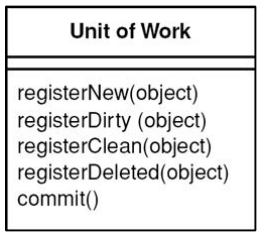 Unit of Work
registerNew(object)
registerDirty (object)
registerClean(object)
registerDeleted(object)
commit()